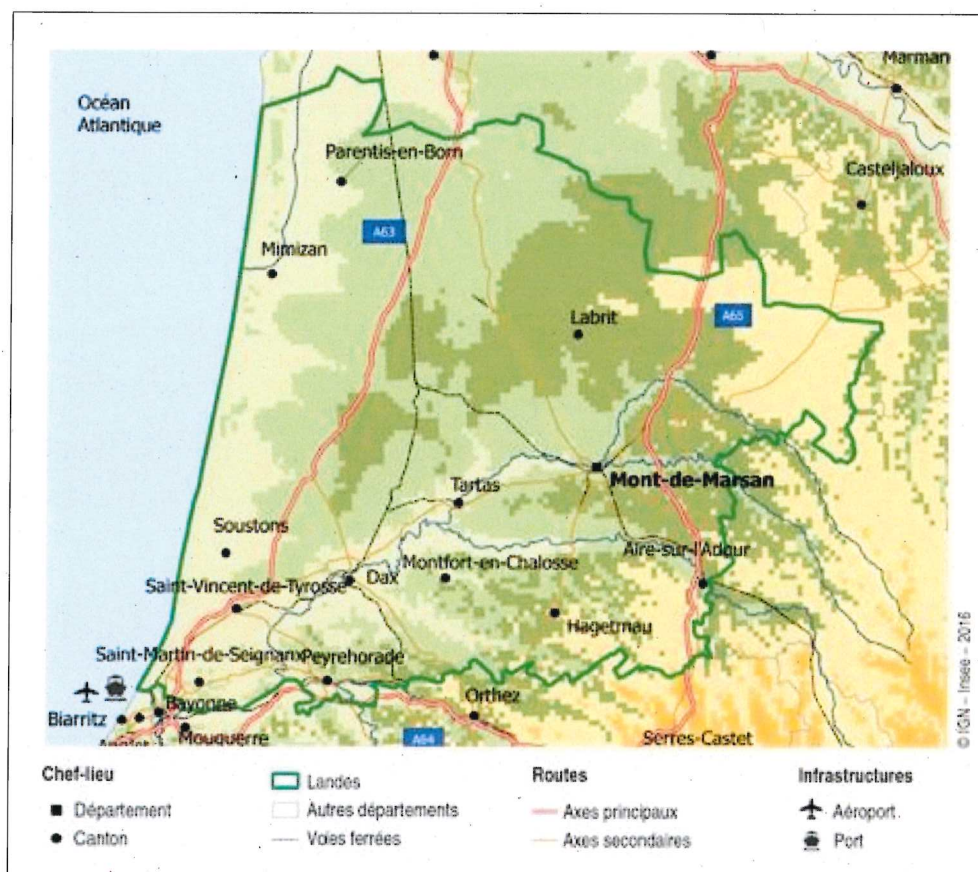 Océan
Atlantique
Marman
Parentis-en-Born
Casteljaloux
A63
Mimizan
Labrit
A65
Mont-de-Marsan
Tartas
Soustons
Aire-sur-l'Adour
Montfort-en-Chalosse
Dax
Saint-Vincent-de-Tyrosse
Hagetmau
Saint-Martin-de-Seignanx
Peyrehorade
Bayonne
Orthez
Biarritz
Mouguerre
A64
Serres-Castet
© IGN – Insee – 2016
Chef-lieu
Département
Canton
Landes
Autres départements
Voies ferrées
Routes
Axes principaux
Axes secondaires
Infrastructures
Aéroport
Port